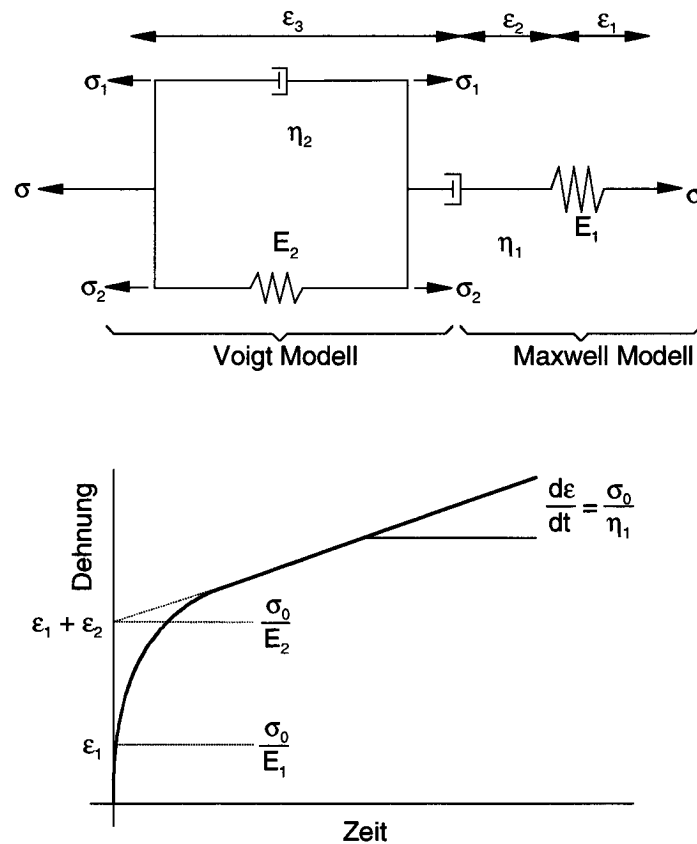 ε₃ ε₂ ε₁
σ₁ σ₁
η₂
σ σ
E₂ η₁ E₁
σ₂ σ₂
Voigt Modell Maxwell Modell
Dehnung
dε/dt = σ₀/η₁
ε₁ + ε₂ σ₀/E₂
ε₁ σ₀/E₁
Zeit